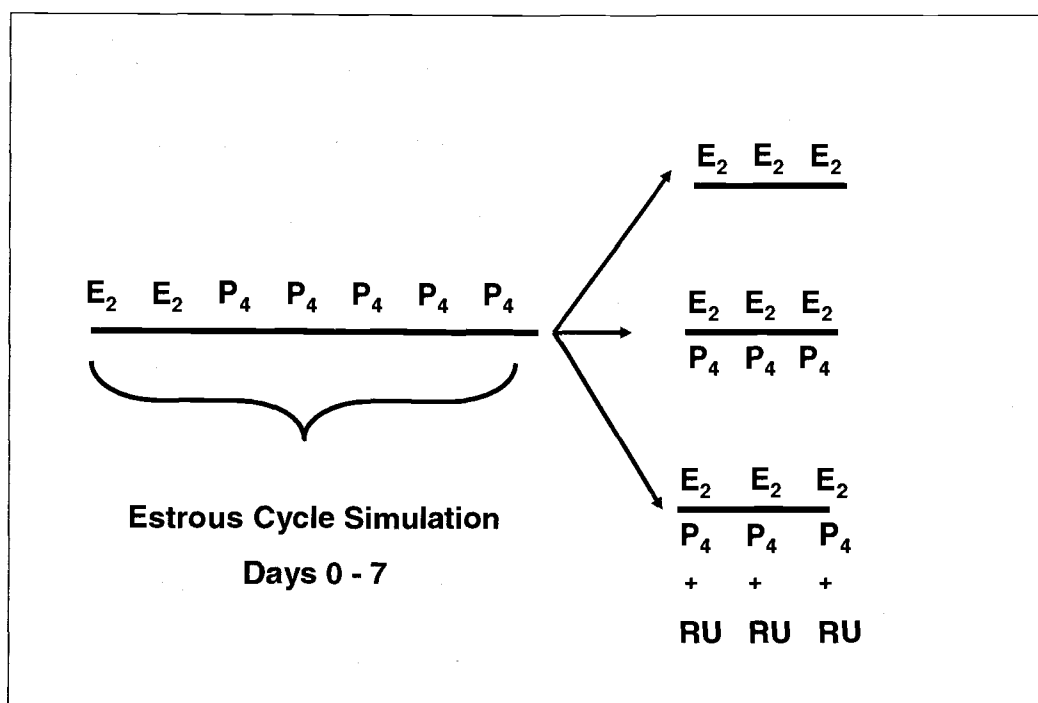 E₂ E₂ P₄ P₄ P₄ P₄ P₄
Estrous Cycle Simulation
Days 0 - 7
E₂ E₂ E₂
E₂ E₂ E₂
P₄ P₄ P₄
E₂ E₂ E₂
P₄ P₄ P₄
+ + +
RU RU RU